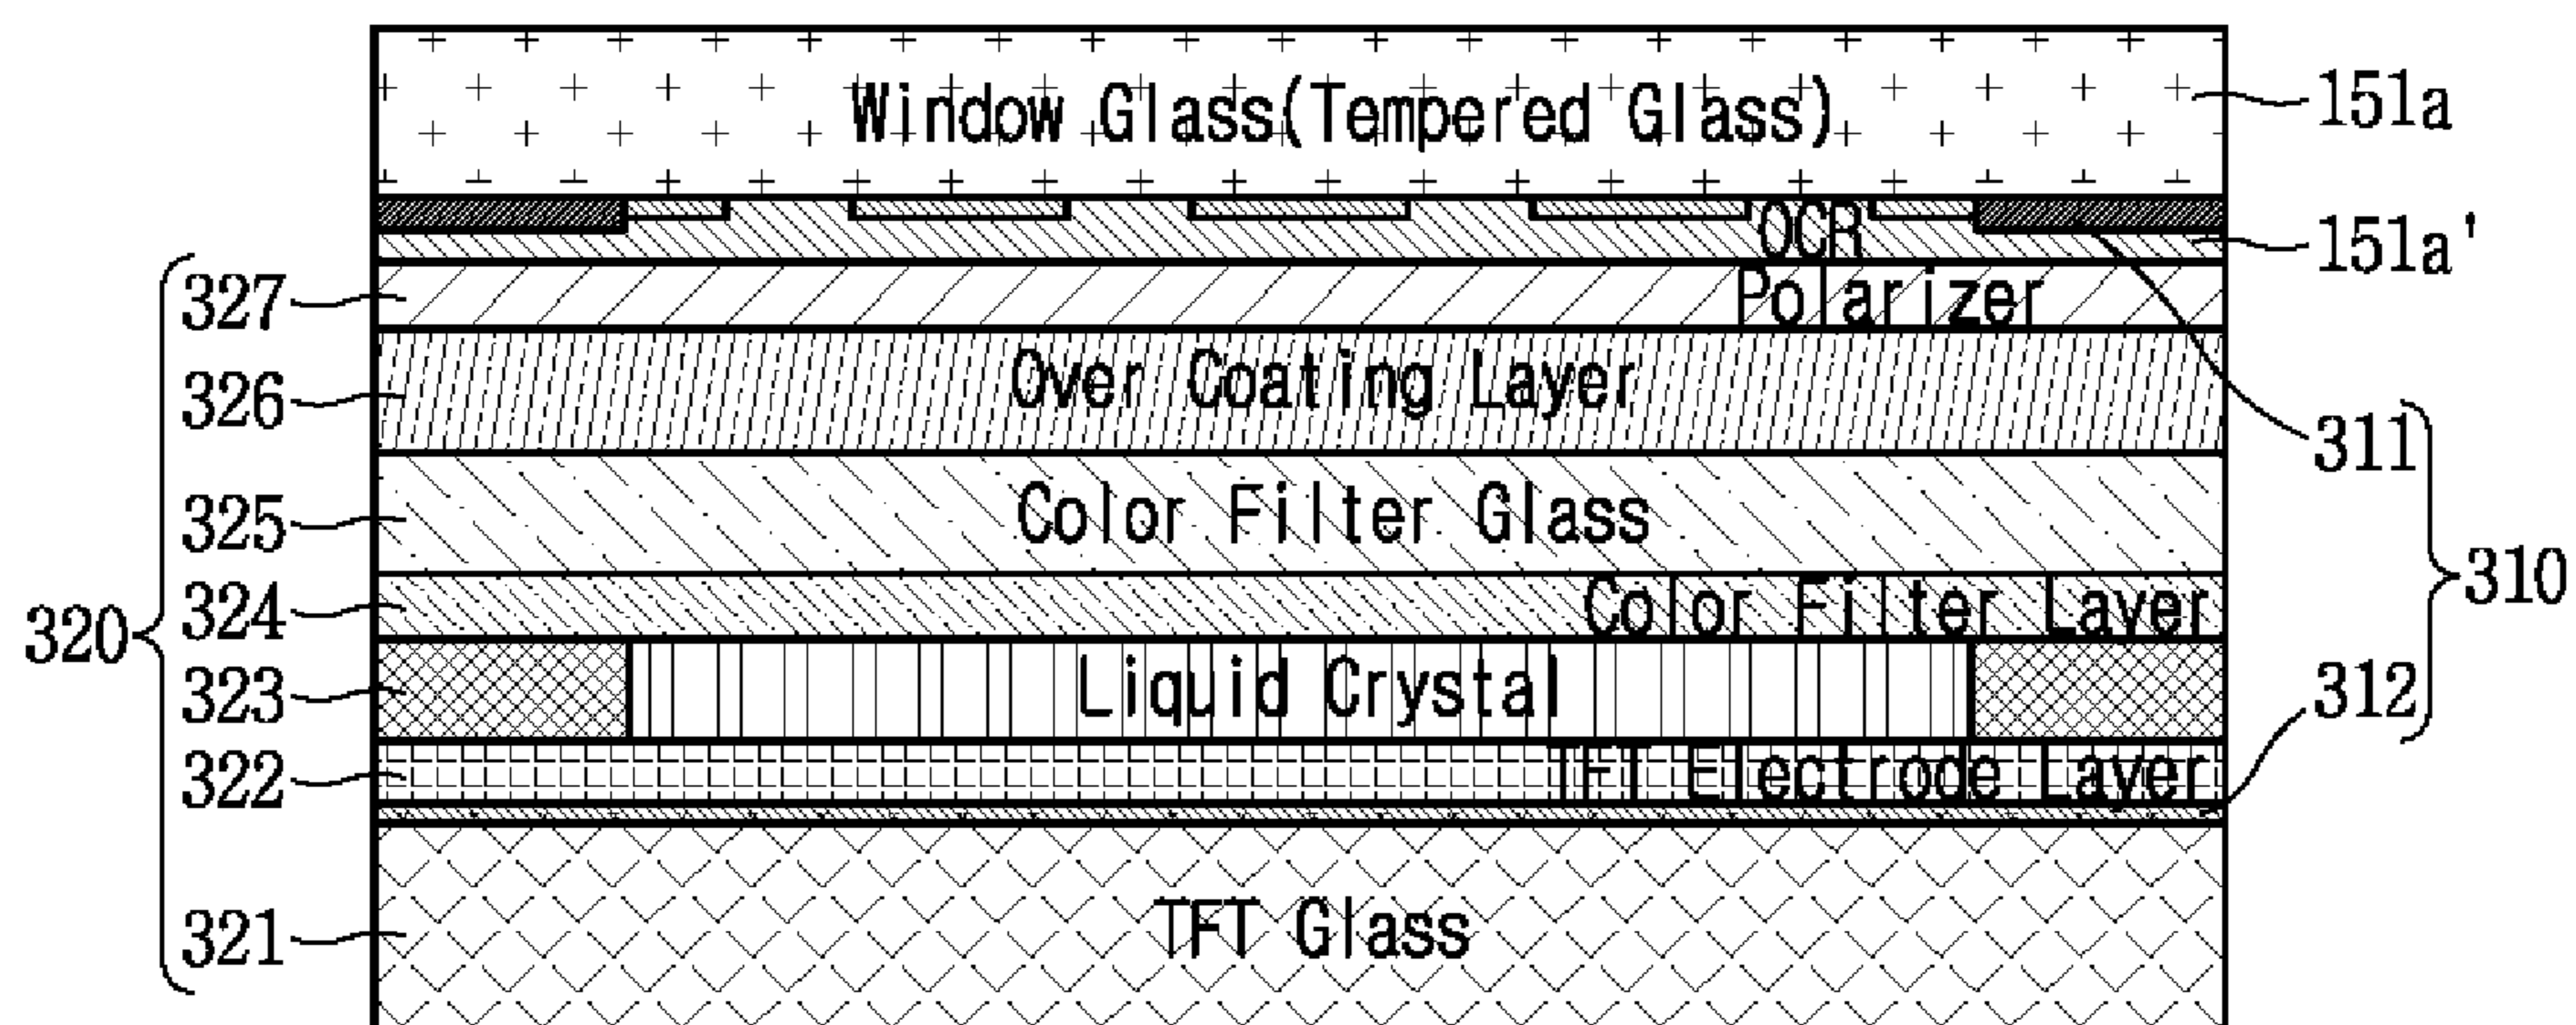 Window Glass(Tempered Glass)
151a
OCR
151a'
327
Polarizer
326
Over Coating Layer
311
325
Color Filter Glass
310
324
Color Filter Layer
320
323
Liquid Crystal
312
322
TFT Electrode Layer
321
TFT Glass